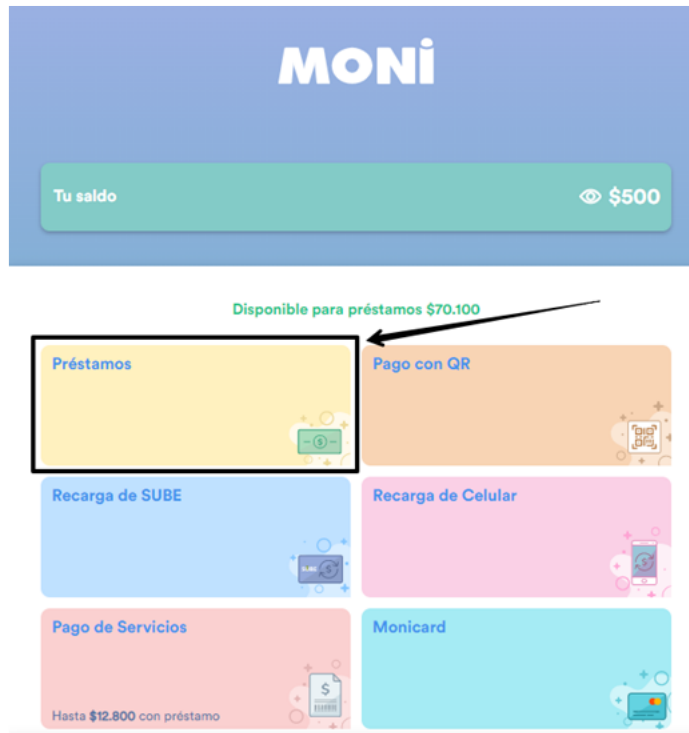 MONi
Tu saldo
$500
Disponible para préstamos $70.100
Préstamos
Pago con QR
Recarga de SUBE
Recarga de Celular
Pago de Servicios
Hasta $12.800 con préstamo
Monicard